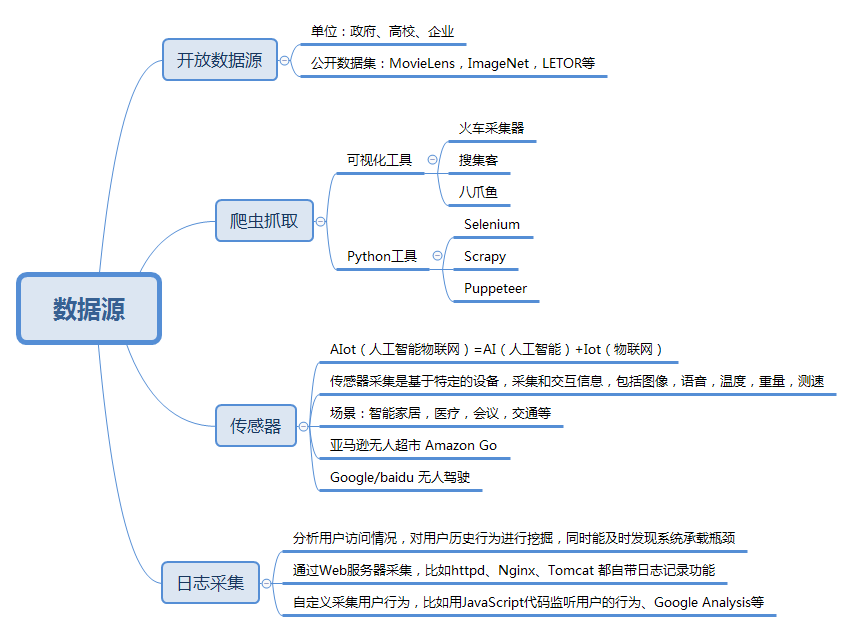 数据源
开放数据源
单位：政府、高校、企业
公开数据集：MovieLens，ImageNet，LETOR等
爬虫抓取
可视化工具
火车采集器
搜集客
八爪鱼
Python工具
Selenium
Scrapy
Puppeteer
传感器
AIot（人工智能物联网）=AI（人工智能）+Iot（物联网）
传感器采集是基于特定的设备，采集和交互信息，包括图像，语音，温度，重量，测速
场景：智能家居，医疗，会议，交通等
亚马逊无人超市 Amazon Go
Google/baidu 无人驾驶
日志采集
分析用户访问情况，对用户历史行为进行挖掘，同时能及时发现系统承载瓶颈
通过Web服务器采集，比如httpd、Nginx、Tomcat 都自带日志记录功能
自定义采集用户行为，比如用JavaScript代码监听用户的行为、Google Analysis等